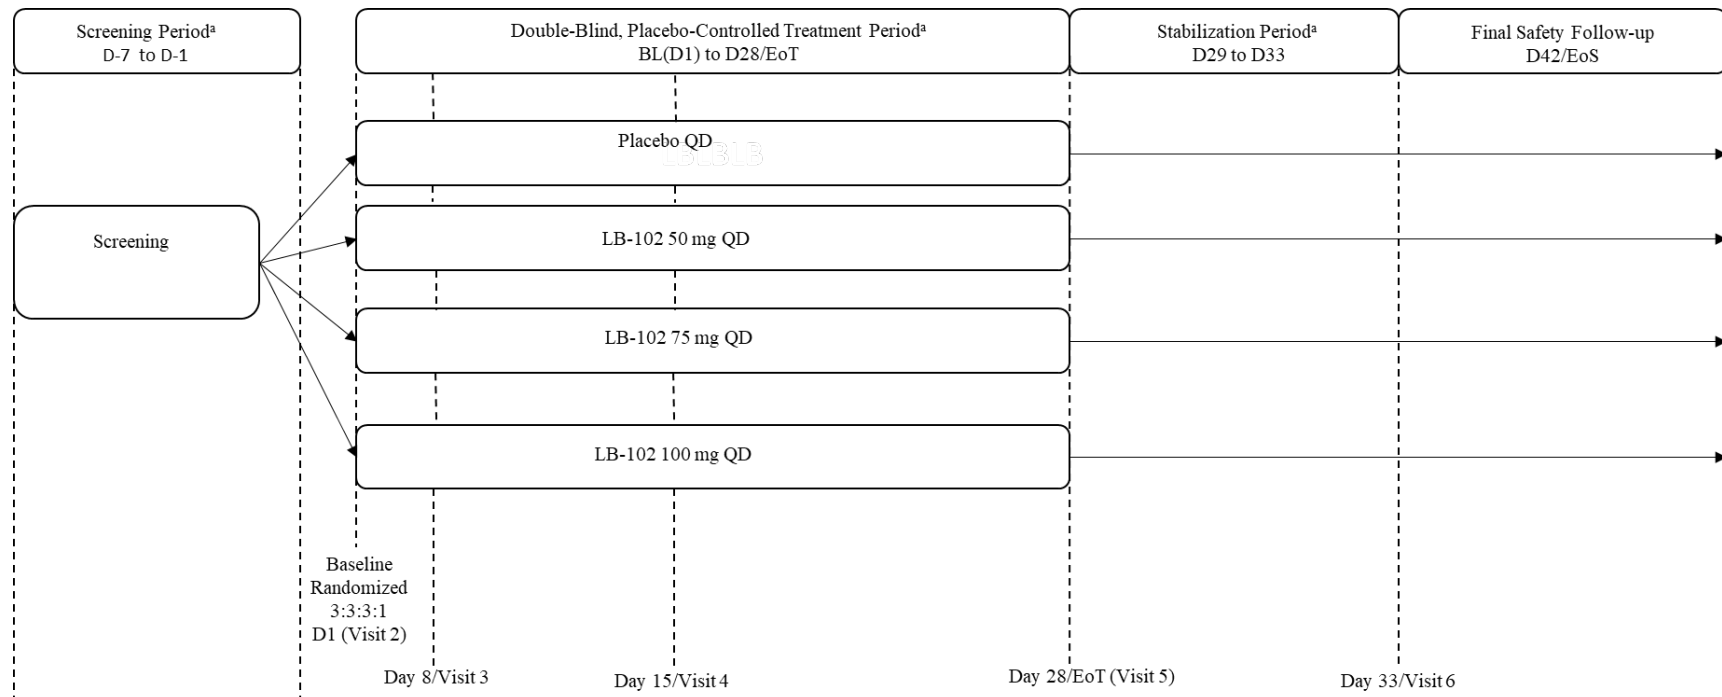 Screening Periodᵃ
D-7 to D-1
Double-Blind, Placebo-Controlled Treatment Periodᵃ
BL(D1) to D28/EoT
Stabilization Periodᵃ
D29 to D33
Final Safety Follow-up
D42/EoS
Placebo QD
Screening
LB-102 50 mg QD
LB-102 75 mg QD
LB-102 100 mg QD
Baseline
Randomized
3:3:3:1
D1 (Visit 2)
Day 8/Visit 3
Day 15/Visit 4
Day 28/EoT (Visit 5)
Day 33/Visit 6